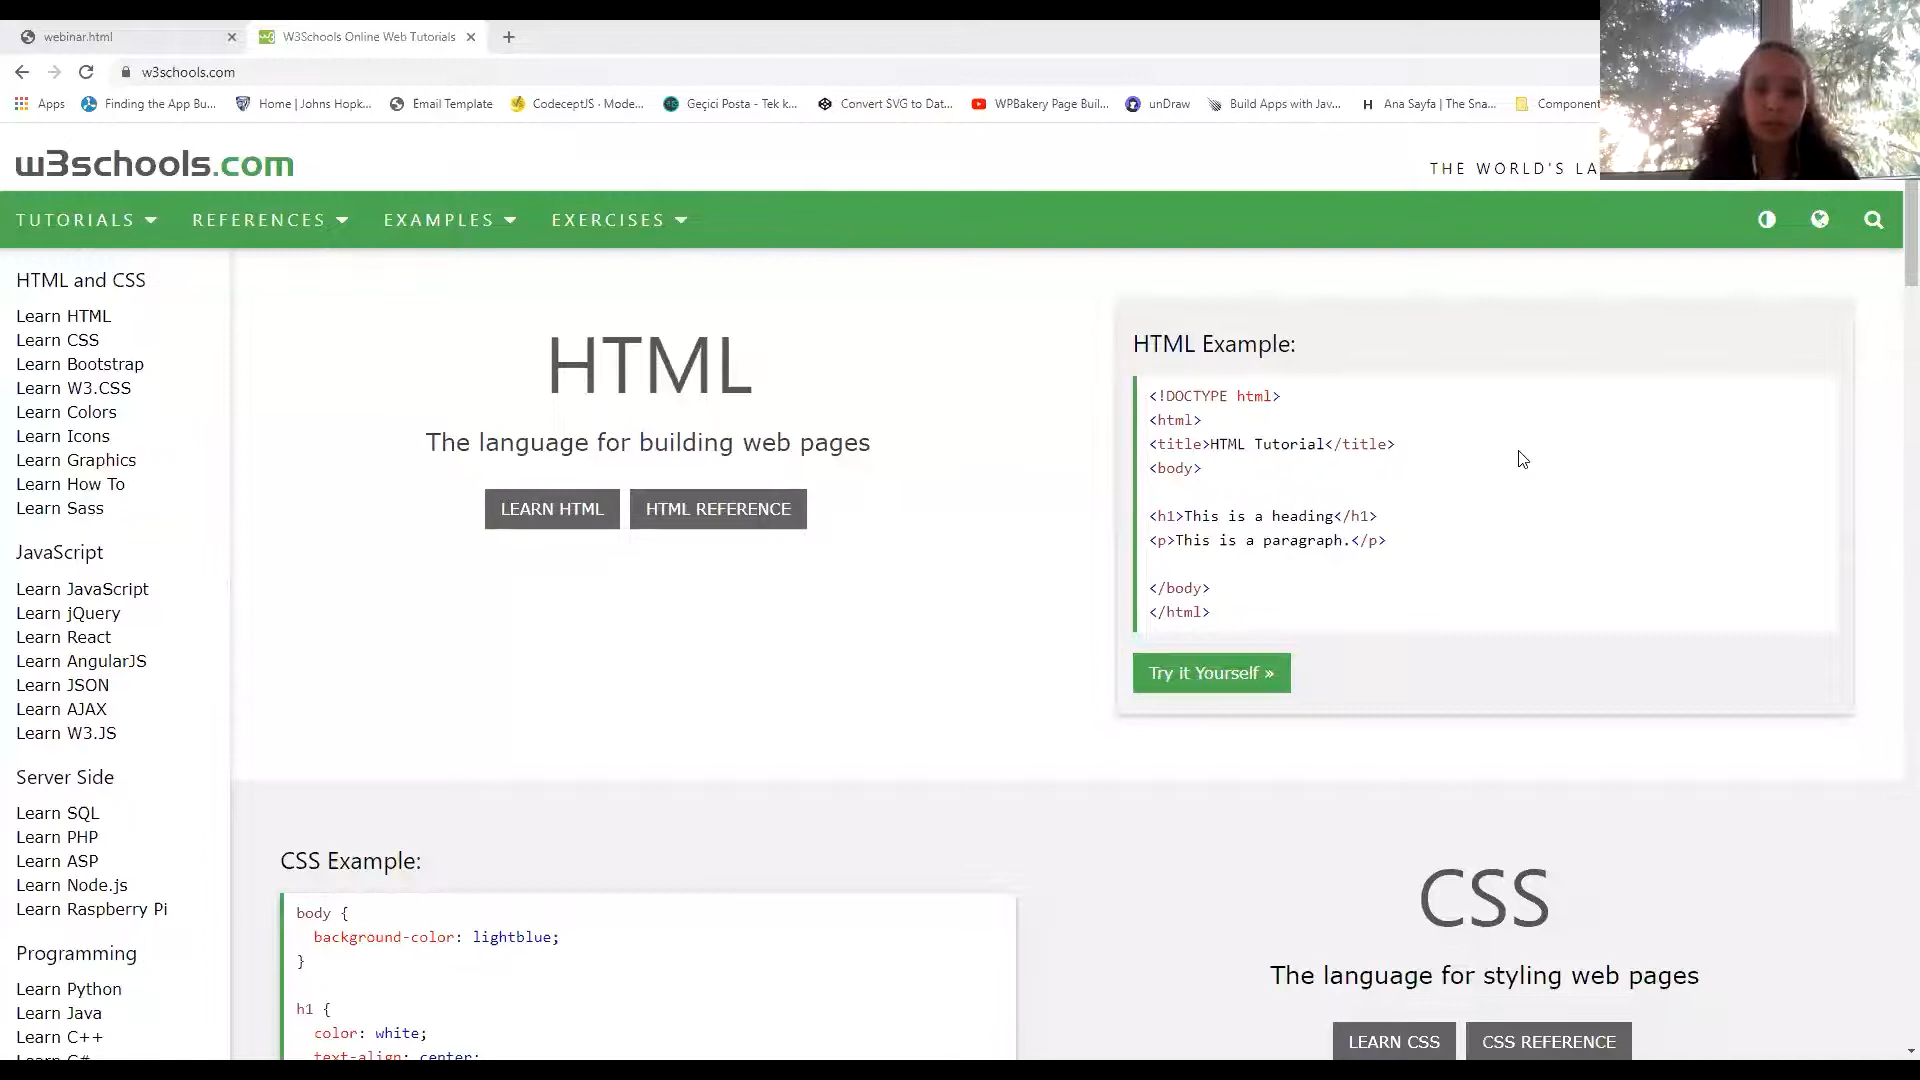 webinar.html
W3Schools Online Web Tutorials
w3schools.com
Apps
Finding the App Bu...
Home | Johns Hopk...
Email Template
CodeceptJS · Mode...
Geçici Posta - Tek k...
Convert SVG to Dat...
WPBakery Page Buil...
unDraw
Build Apps with Jav...
Ana Sayfa | The Sna...
Component
w3schools.com
THE WORLD'S LA
TUTORIALS
REFERENCES
EXAMPLES
EXERCISES
HTML and CSS
Learn HTML
Learn CSS
Learn Bootstrap
Learn W3.CSS
Learn Colors
Learn Icons
Learn Graphics
Learn How To
Learn Sass
JavaScript
Learn JavaScript
Learn jQuery
Learn React
Learn AngularJS
Learn JSON
Learn AJAX
Learn W3.JS
Server Side
Learn SQL
Learn PHP
Learn ASP
Learn Node.js
Learn Raspberry Pi
Programming
Learn Python
Learn Java
Learn C++
Learn C#
HTML
The language for building web pages
LEARN HTML
HTML REFERENCE
HTML Example:
<!DOCTYPE html>
<html>
<title>HTML Tutorial</title>
<body>
<h1>This is a heading</h1>
<p>This is a paragraph.</p>
</body>
</html>
Try it Yourself »
CSS Example:
body {
background-color: lightblue;
}
h1 {
color: white;
text-align: center;
CSS
The language for styling web pages
LEARN CSS
CSS REFERENCE